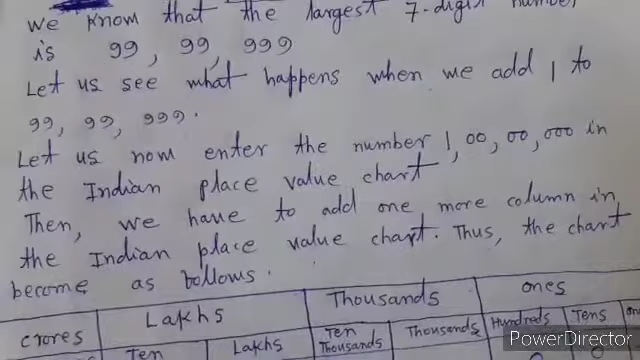 we know that the largest 7-digit number
is 99, 99, 999
Let us see what happens when we add 1 to
99, 99, 999.
Let us now enter the number 1,00,00,000 in
the Indian place value chart
Then, we have to add one more column in
the Indian place value chart. Thus, the chart
become as follows.
Crores Lakhs Thousands ones
Ten Lakhs Ten Thousands Thousands Hundreds Tens
PowerDirector